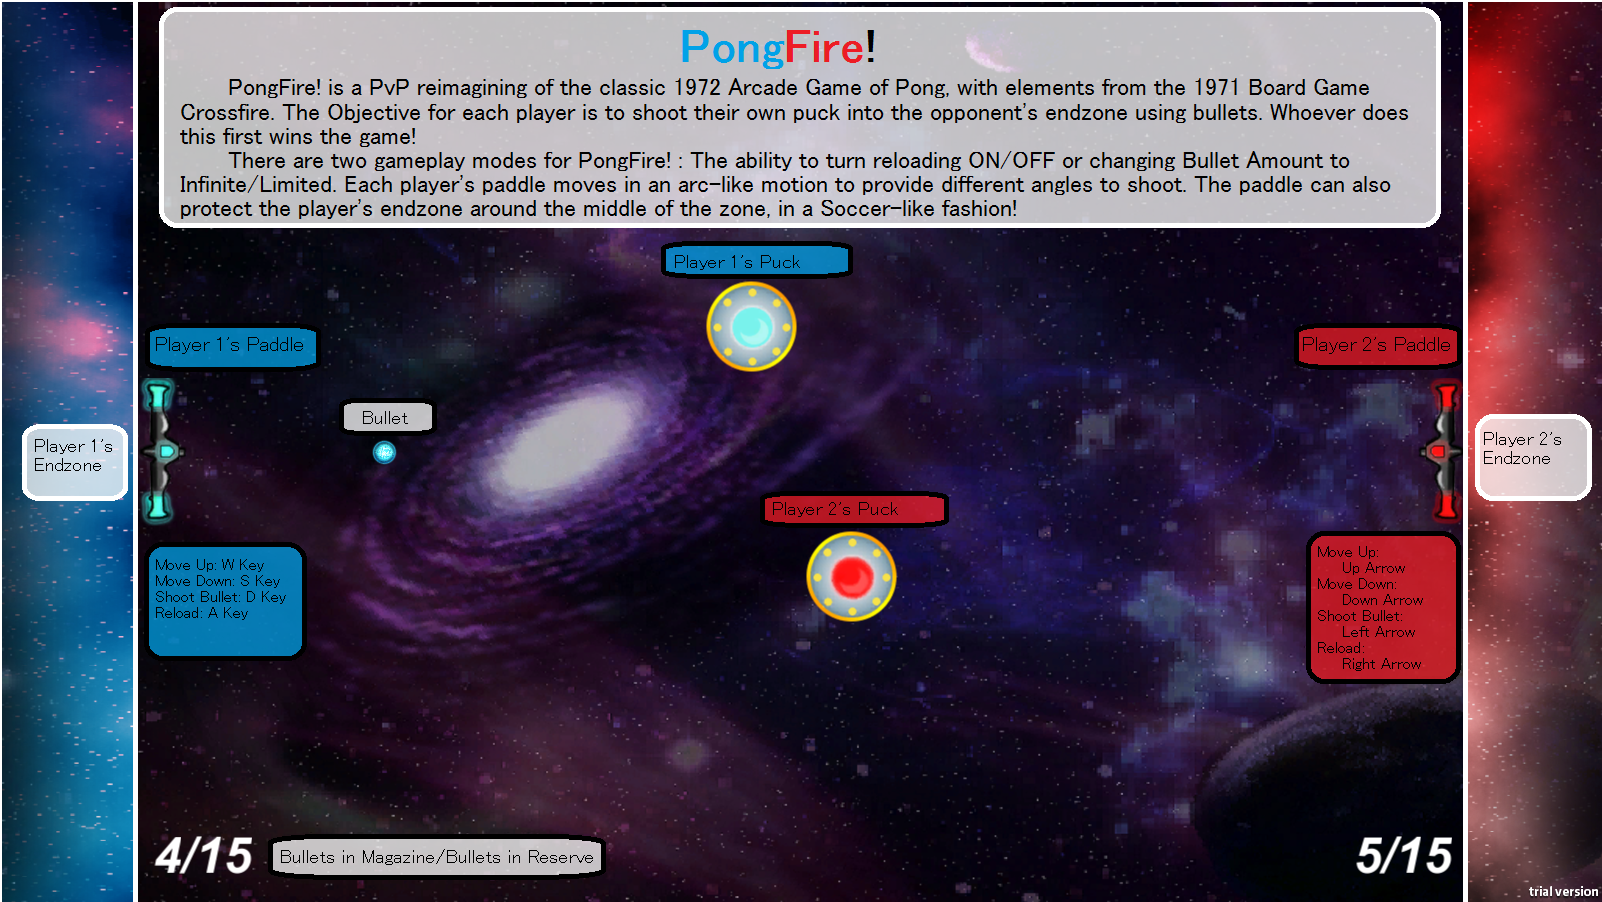 PongFire!
PongFire! is a PvP reimagining of the classic 1972 Arcade Game of Pong, with elements from the 1971 Board Game
Crossfire. The Objective for each player is to shoot their own puck into the opponent's endzone using bullets. Whoever does
this first wins the game!
There are two gameplay modes for PongFire! : The ability to turn reloading ON/OFF or changing Bullet Amount to
Infinite/Limited. Each player's paddle moves in an arc-like motion to provide different angles to shoot. The paddle can also
protect the player's endzone around the middle of the zone, in a Soccer-like fashion!
Player 1's Puck
Player 1's Paddle
Player 2's Paddle
Bullet
Player 1's
Endzone
Player 2's
Endzone
Player 2's Puck
Move Up: W Key
Move Down: S Key
Shoot Bullet: D Key
Reload: A Key
Move Up:
Up Arrow
Move Down:
Down Arrow
Shoot Bullet:
Left Arrow
Reload:
Right Arrow
4/15
Bullets in Magazine/Bullets in Reserve
5/15
trial version